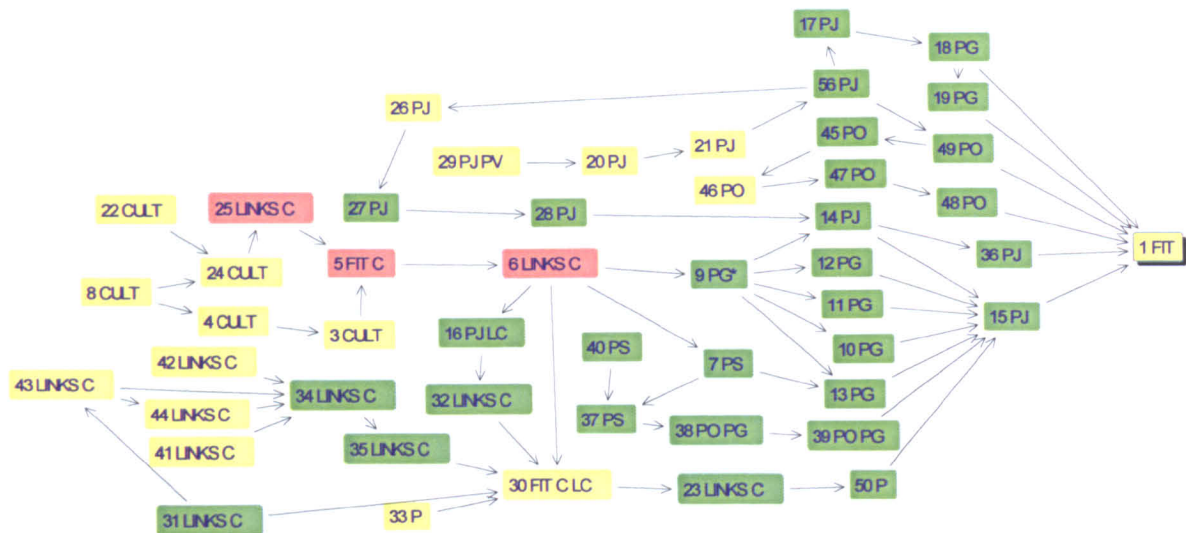 17 PJ
18 PG
56 PJ
19 PG
26 PJ
45 PO
21 PJ
49 PO
29 PJ PV
20 PJ
47 PO
46 PO
48 PO
22 CULT
25 LINKS C
27 PJ
28 PJ
14 PJ
1 FIT
36 PJ
24 CULT
5 FIT C
6 LINKS C
9 PG*
12 PG
8 CULT
11 PG
4 CULT
15 PJ
3 CULT
16 PJ LC
40 PS
10 PG
42 LINKS C
7 PS
43 LINKS C
34 LINKS C
32 LINKS C
13 PG
44 LINKS C
37 PS
38 PO PG
39 PO PG
41 LINKS C
35 LINKS C
30 FIT C LC
23 LINKS C
50 P
31 LINKS C
33 P